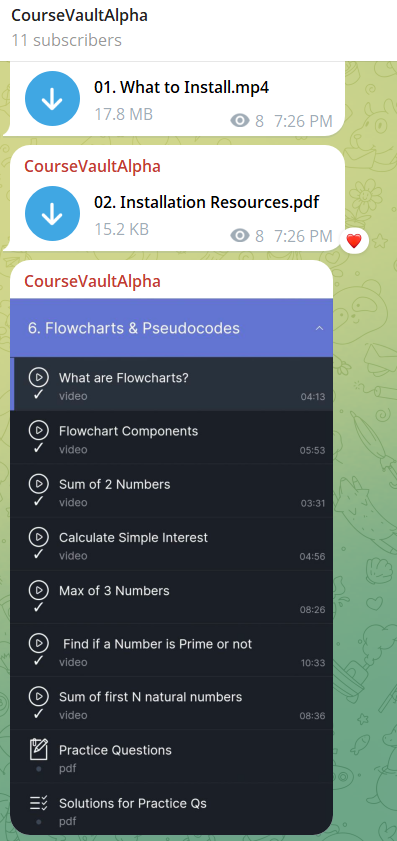 CourseVaultAlpha
11 subscribers
01. What to Install.mp4
17.8 MB
8 7:26 PM
CourseVaultAlpha
02. Installation Resources.pdf
15.2 KB
8 7:26 PM
CourseVaultAlpha
6. Flowcharts & Pseudocodes
What are Flowcharts?
video 04:13
Flowchart Components
video 05:53
Sum of 2 Numbers
video 03:31
Calculate Simple Interest
video 04:56
Max of 3 Numbers
video 08:26
Find if a Number is Prime or not
video 10:33
Sum of first N natural numbers
video 08:36
Practice Questions
pdf
Solutions for Practice Qs
pdf